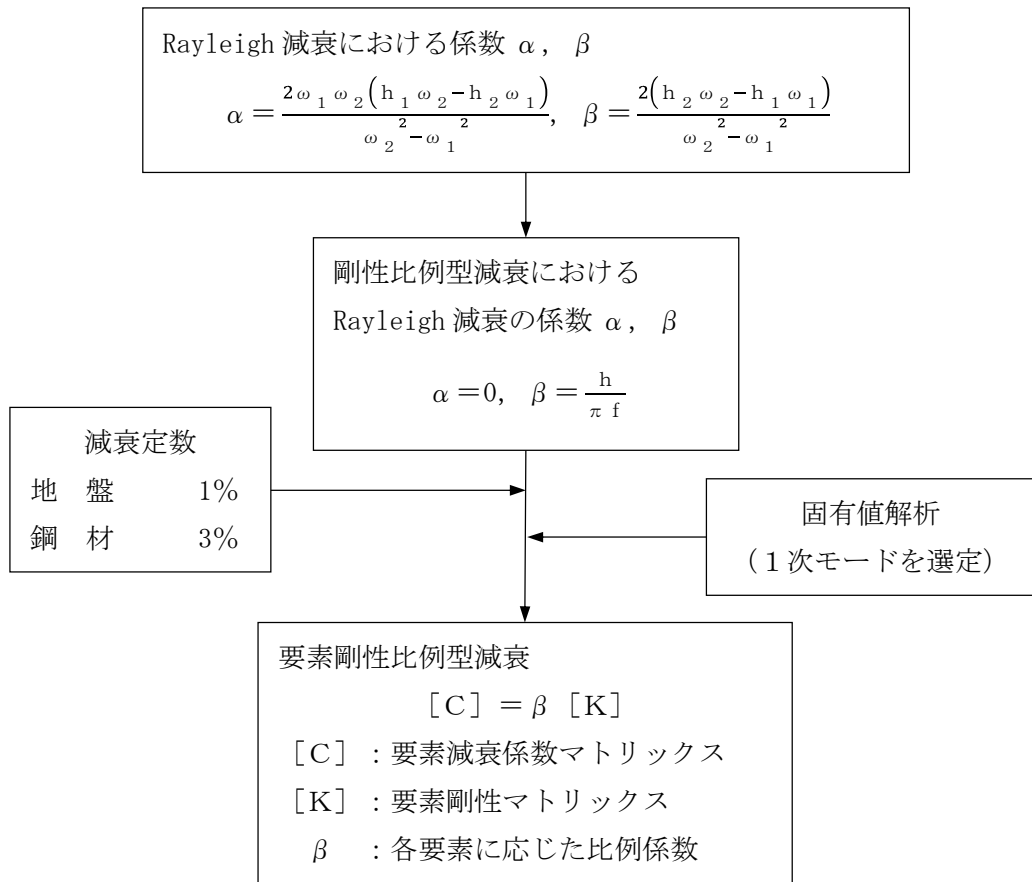 Rayleigh 減衰における係数 α, β
α＝2ω₁ω₂(h₁ω₂−h₂ω₁)/(ω₂²−ω₁²), β＝2(h₂ω₂−h₁ω₁)/(ω₂²−ω₁²)
剛性比例型減衰における
Rayleigh 減衰の係数 α, β
α＝0, β＝h/(πf)
減衰定数
地　盤　　1%
鋼　材　　3%
固有値解析
（１次モードを選定）
要素剛性比例型減衰
［Ｃ］＝β［Ｋ］
［Ｃ］：要素減衰係数マトリックス
［Ｋ］：要素剛性マトリックス
β　：各要素に応じた比例係数